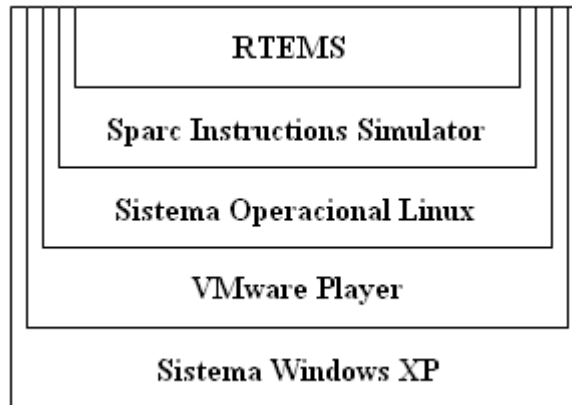 RTEMS
Sparc Instructions Simulator
Sistema Operacional Linux
VMware Player
Sistema Windows XP